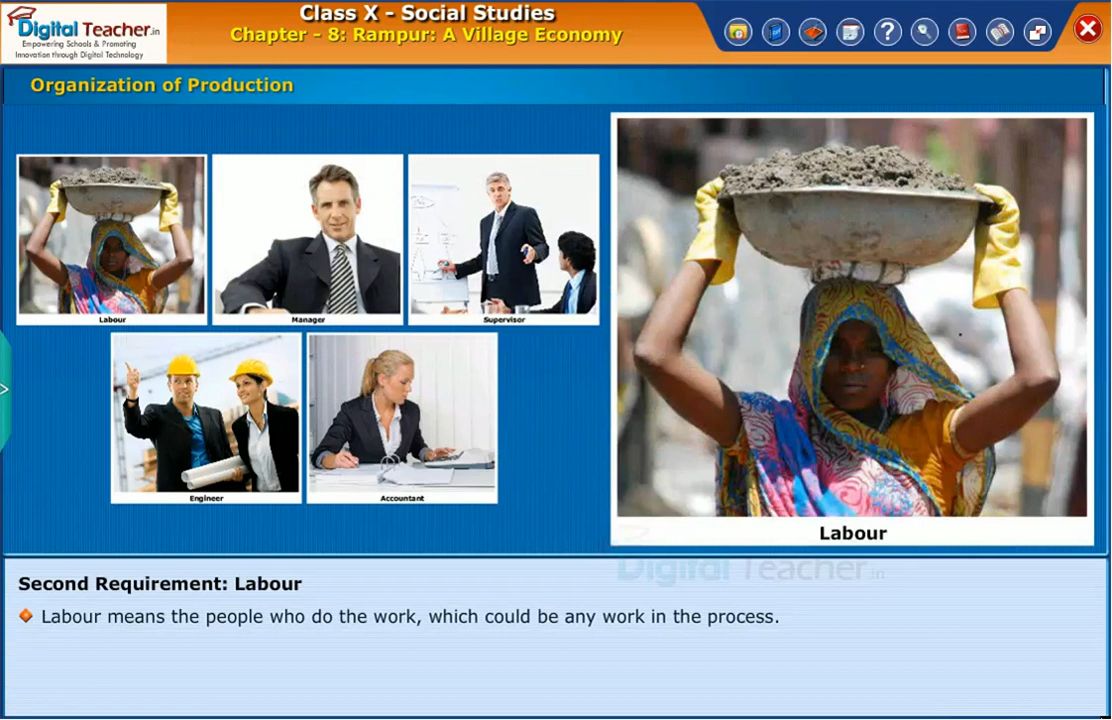 Digital Teacher.in
Empowering Schools & Promoting
Innovation through Digital Technology
Class X - Social Studies
Chapter - 8: Rampur: A Village Economy
?
Organization of Production
Labour
Manager
Supervisor
Engineer
Accountant
Labour
Digital Teacher.in
Second Requirement: Labour
Labour means the people who do the work, which could be any work in the process.